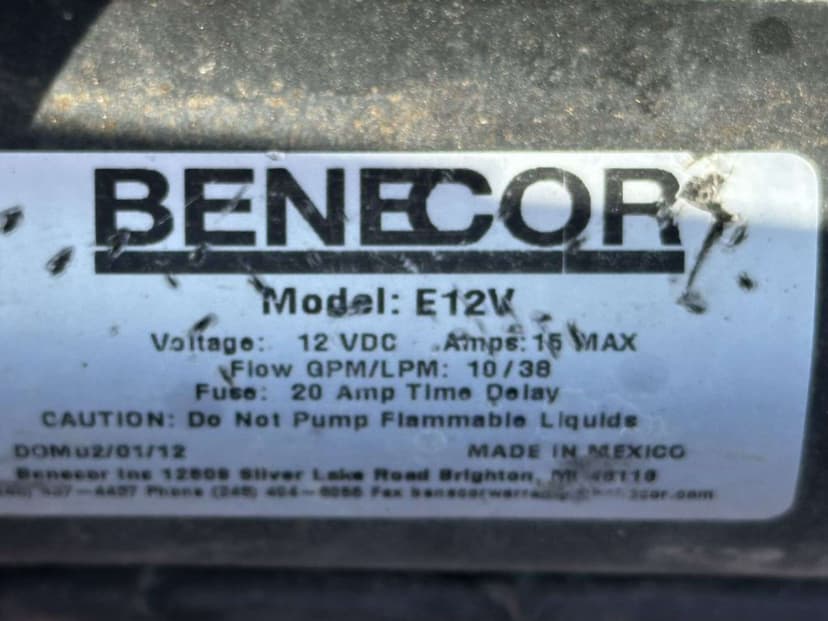 BENECOR
Model: E12V
Voltage: 12 VDC Amps: 15 MAX
Flow GPM/LPM: 10/38
Fuse: 20 Amp Time Delay
CAUTION: Do Not Pump Flammable Liquids
DOM 02/01/12 MADE IN MEXICO
Benecor Inc Silver Lake Road Brighton, MI
Phone Fax